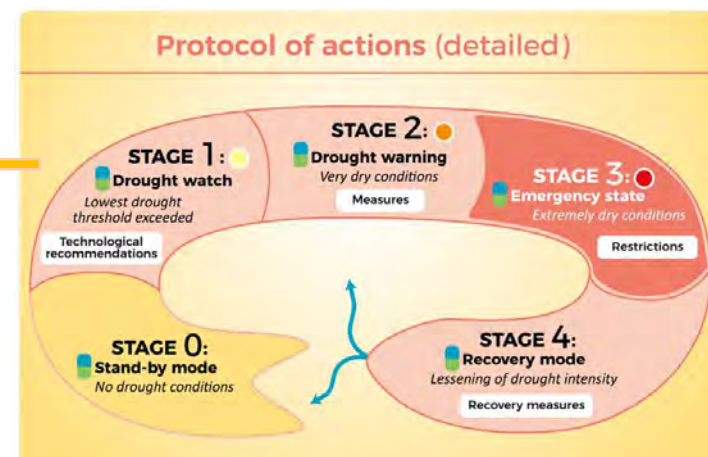 Protocol of actions (detailed)
STAGE 1:
Drought watch
Lowest drought
threshold exceeded
Technological
recommendations
STAGE 2:
Drought warning
Very dry conditions
Measures
STAGE 3:
Emergency state
Extremely dry conditions
Restrictions
STAGE 4:
Recovery mode
Lessening of drought intensity
Recovery measures
STAGE 0:
Stand-by mode
No drought conditions